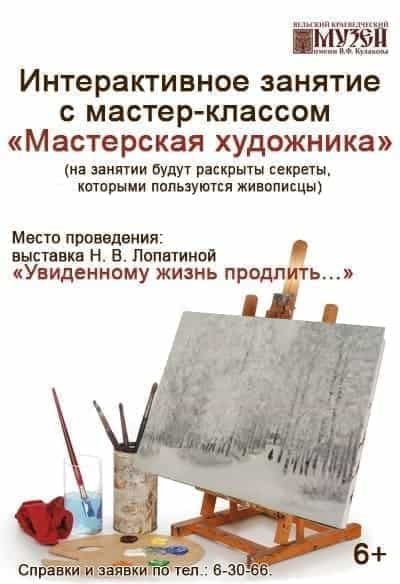 ВЕЛЬСКИЙ КРАЕВЕДЧЕСКИЙ
МУЗЕЙ
ИМЕНИ В.Ф. КУЛАКОВА
Интерактивное занятие
с мастер-классом
«Мастерская художника»
(на занятии будут раскрыты секреты,
которыми пользуются живописцы)
Место проведения:
выставка Н. В. Лопатиной
«Увиденному жизнь продлить...»
6+
Справки и заявки по тел.: 6-30-66.